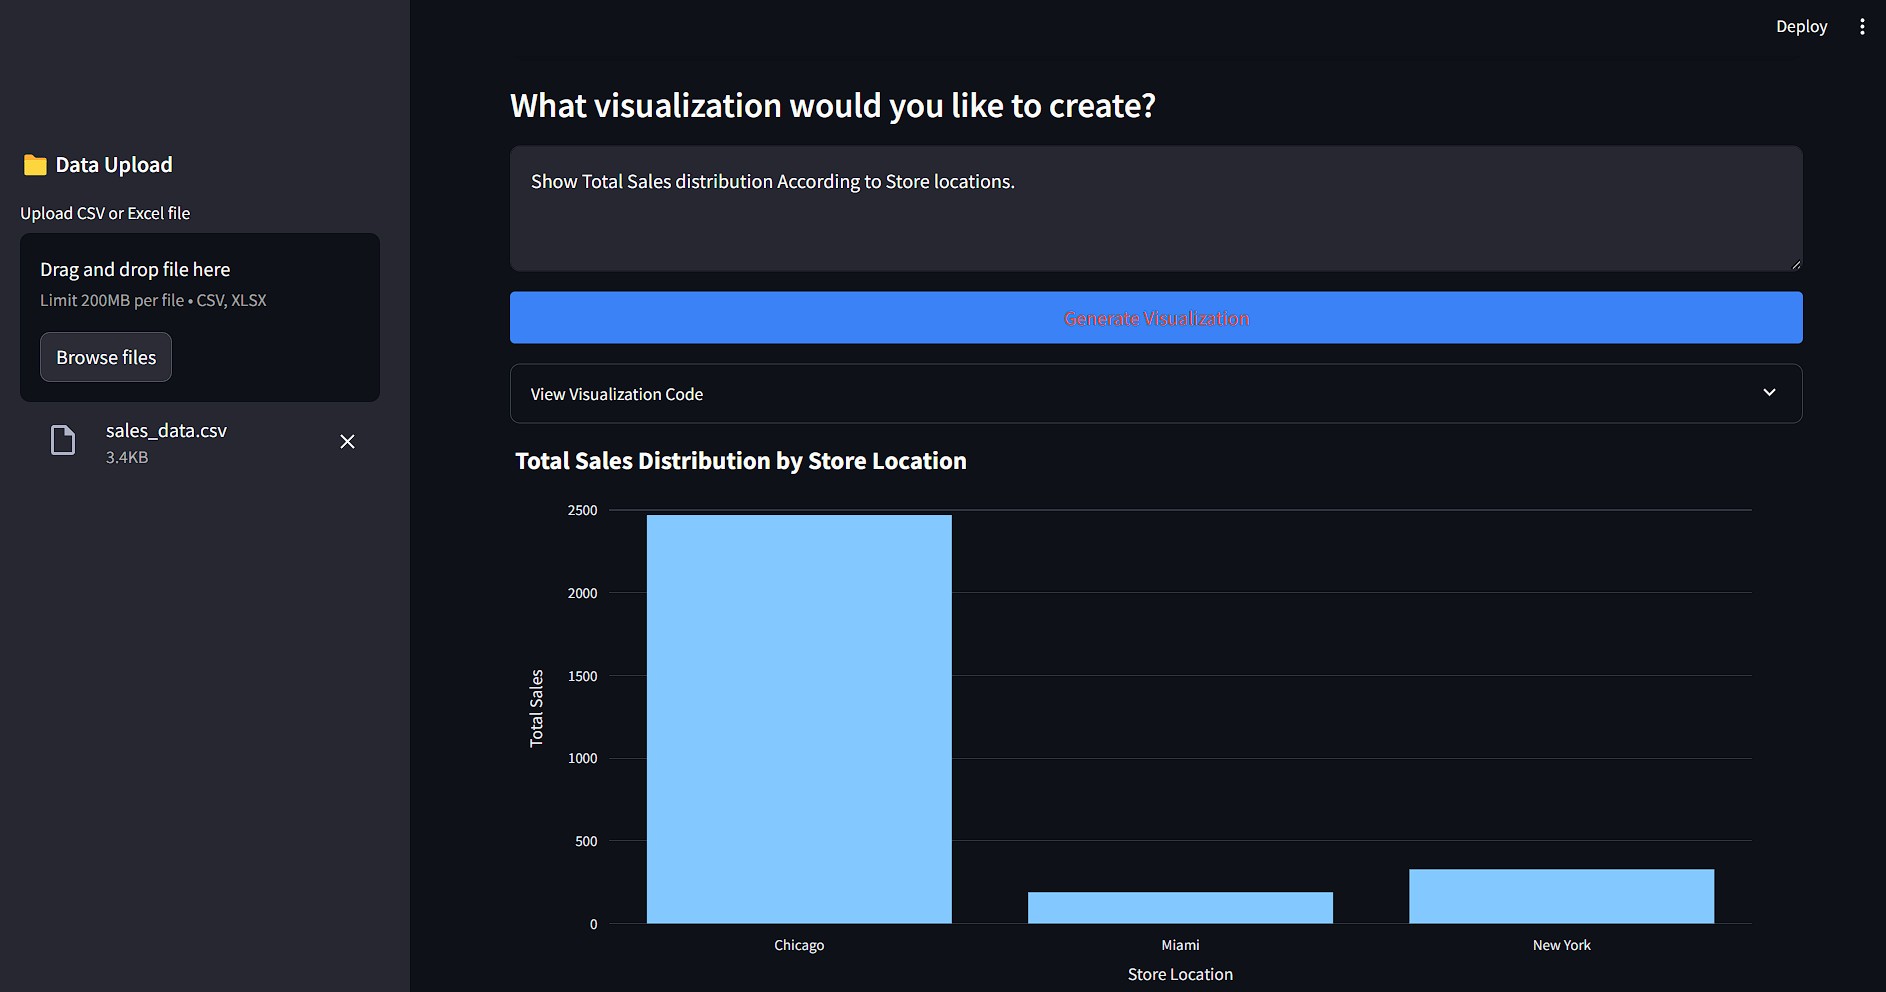 Deploy
Data Upload
Upload CSV or Excel file
Drag and drop file here
Limit 200MB per file • CSV, XLSX
Browse files
sales_data.csv
3.4KB
What visualization would you like to create?
Show Total Sales distribution According to Store locations.
Generate Visualization
View Visualization Code
Total Sales Distribution by Store Location
2500
2000
1500
1000
500
0
Total Sales
Chicago Miami New York
Store Location